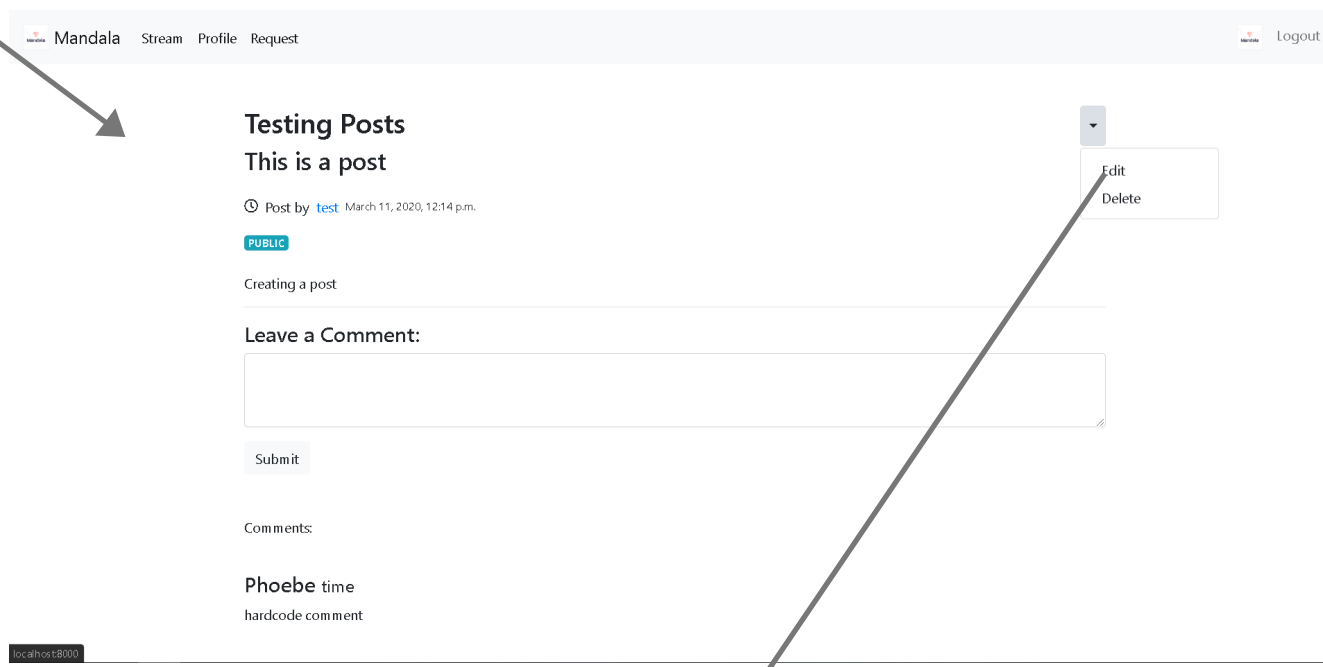 Mandala Stream Profile Request Logout
Testing Posts
This is a post
Edit
Post by test March 11, 2020, 12:14 p.m.
Delete
PUBLIC
Creating a post
Leave a Comment:
Submit
Comments:
Phoebe time
hardcode comment
localhost:8000